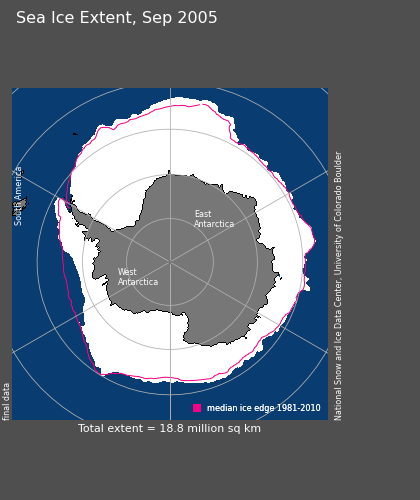 Sea Ice Extent, Sep 2005
South America
East
Antarctica
West
Antarctica
National Snow and Ice Data Center, University of Colorado Boulder
final data
median ice edge 1981-2010
Total extent = 18.8 million sq km